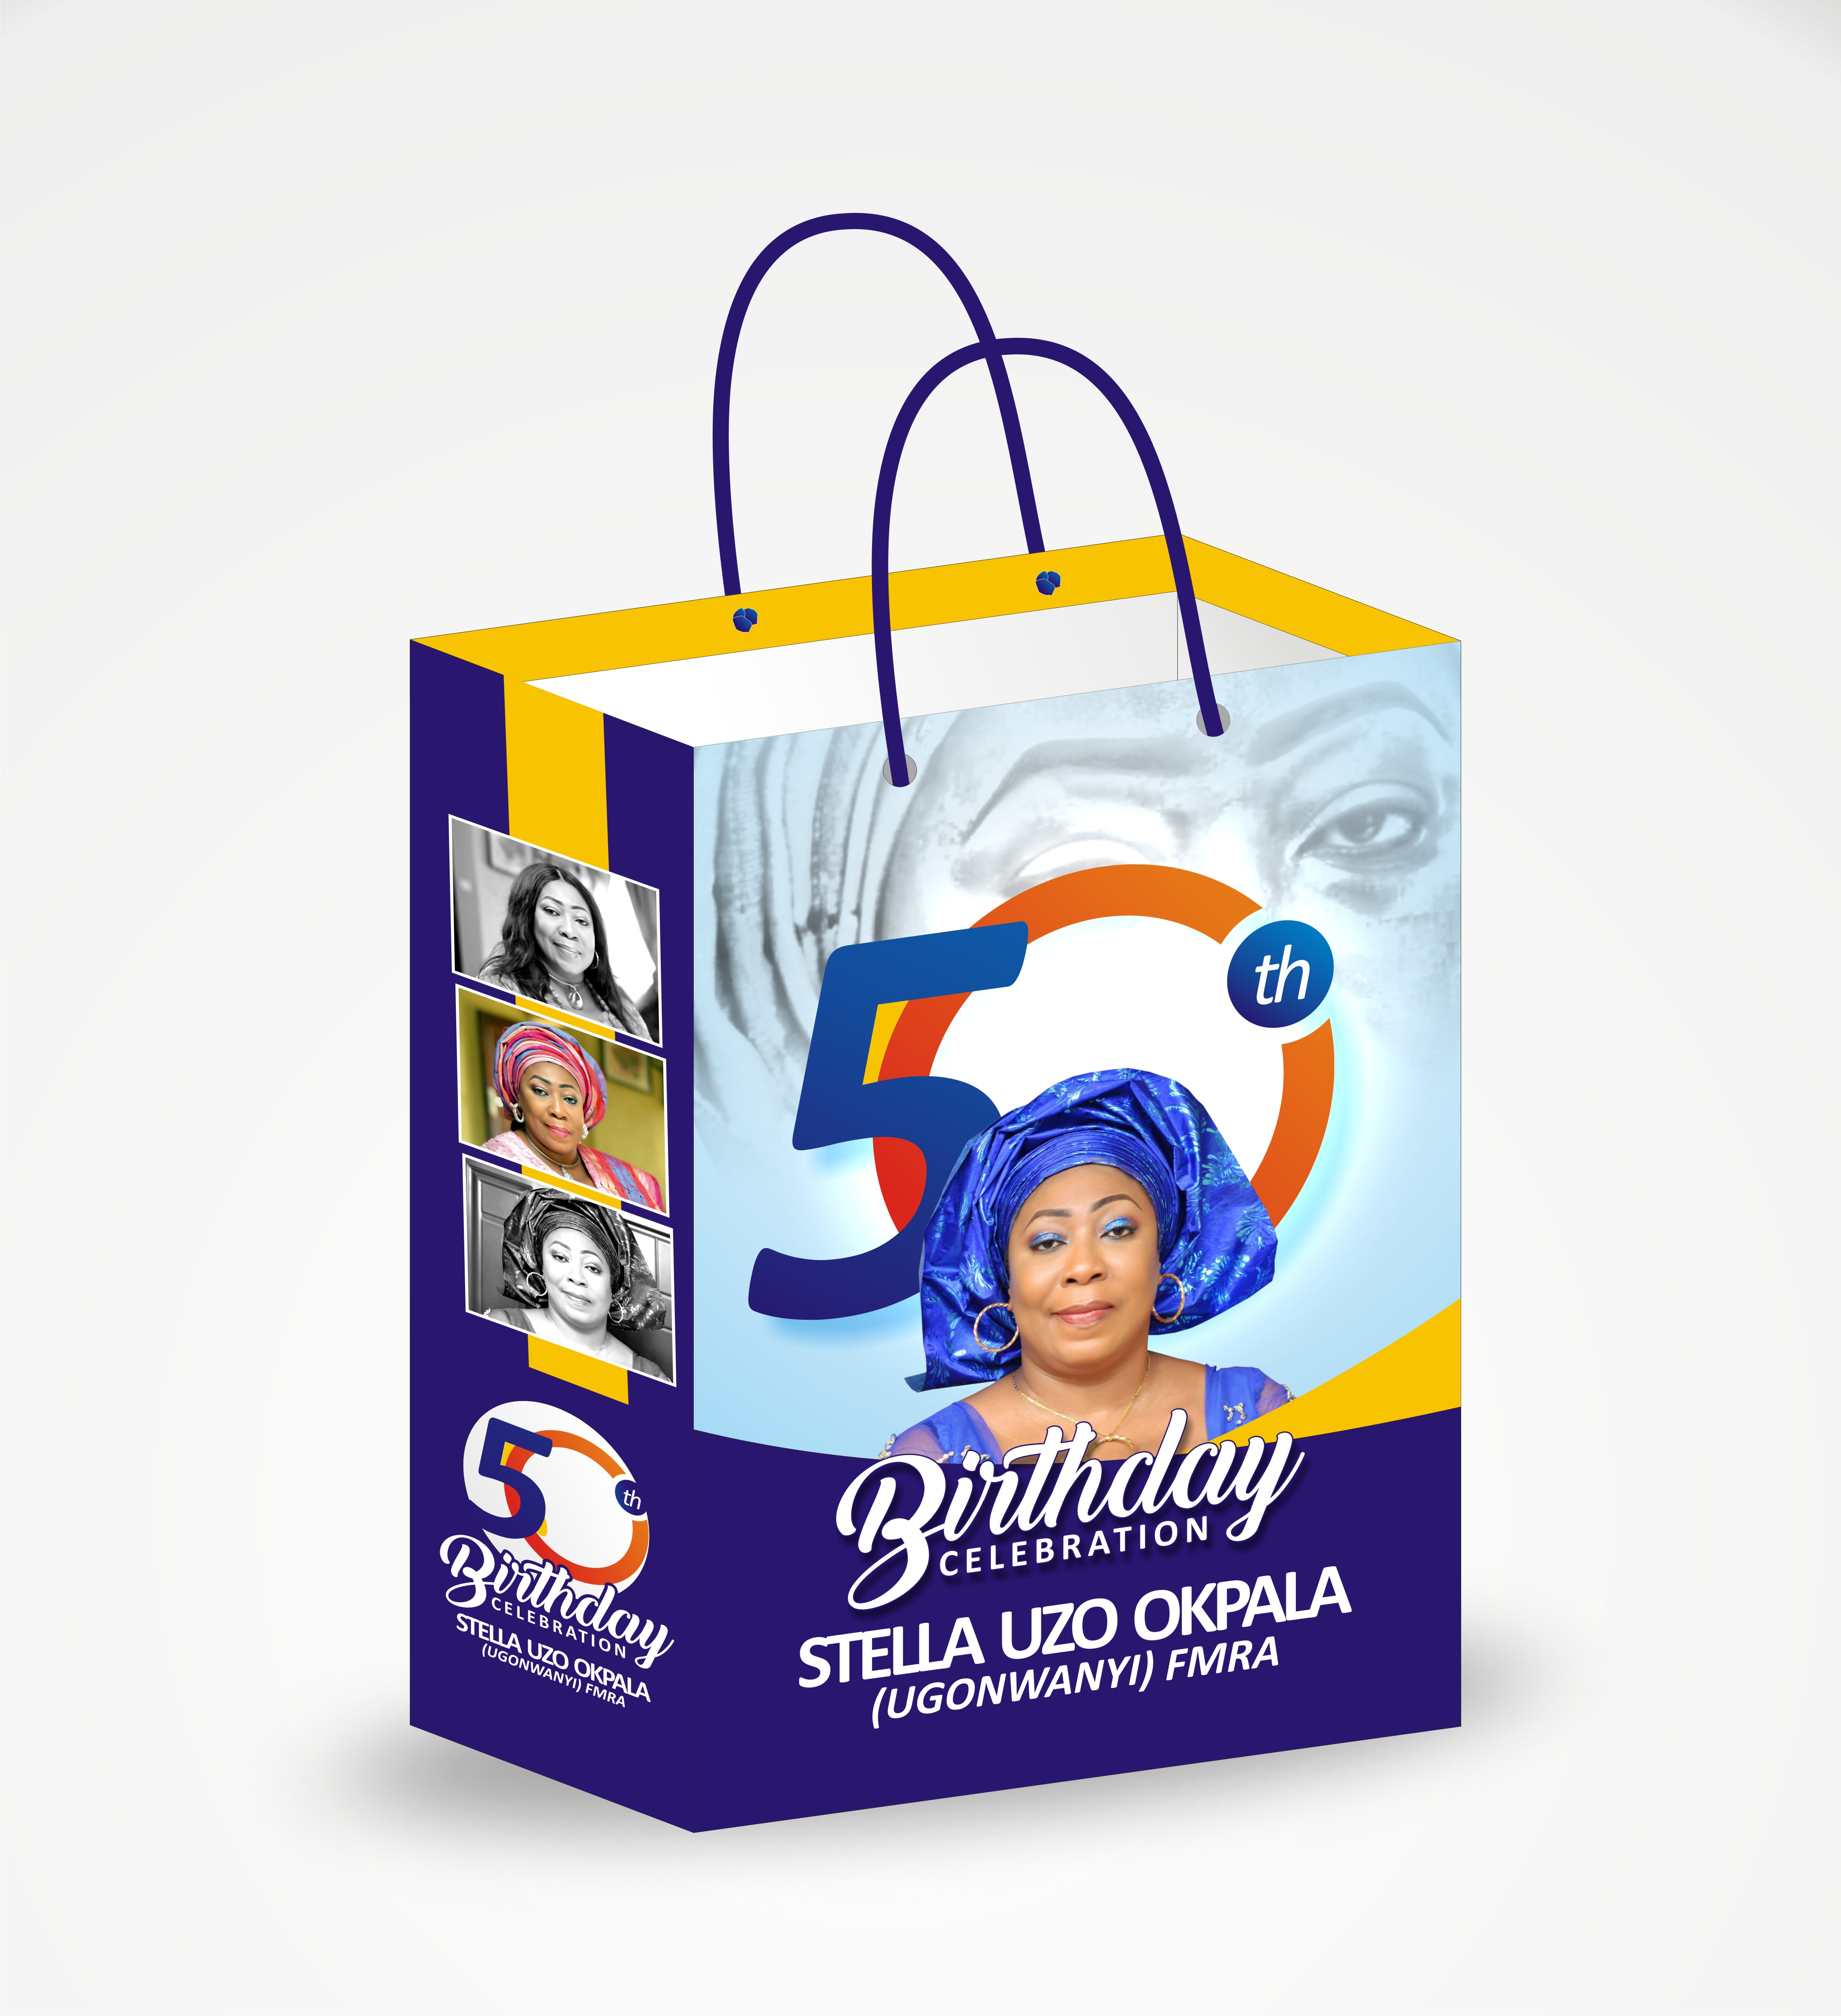 50th
Birthday
CELEBRATION
STELLA UZO OKPALA
(UGONWANYI) FMRA
50th
Birthday
CELEBRATION
STELLA UZO OKPALA
(UGONWANYI) FMRA